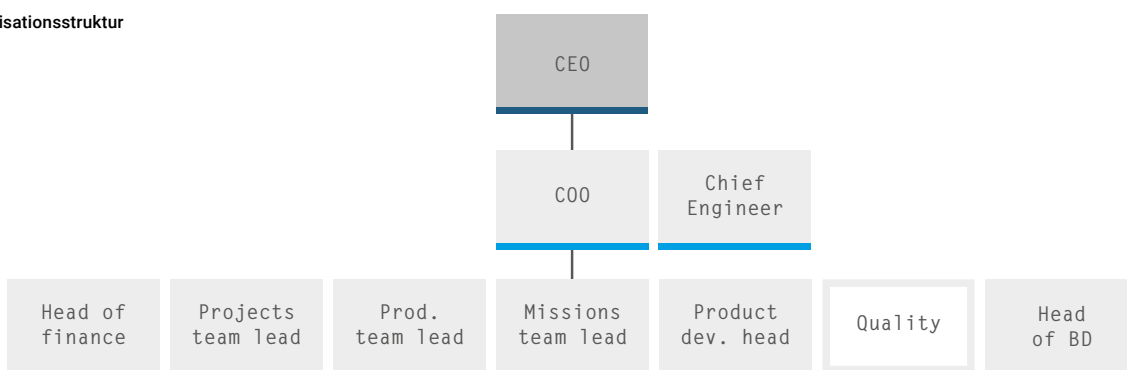 isationsstruktur
CEO
COO
Chief
Engineer
Head of
finance
Projects
team lead
Prod.
team lead
Missions
team lead
Product
dev. head
Quality
Head
of BD